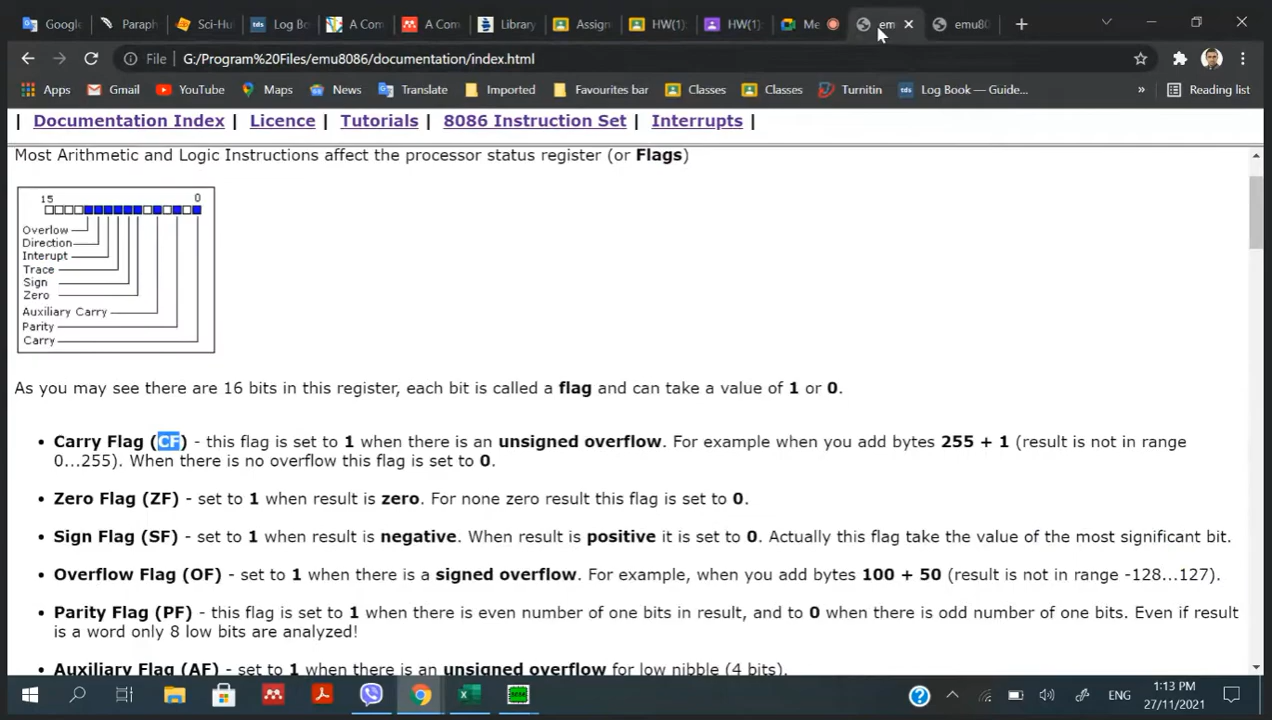 Google
Paraph
Sci-Hu
Log Bo
A Com
A Com
Library
Assign
HW(1):
HW(1):
Me
em
emu80
File | G:/Program%20Files/emu8086/documentation/index.html
Apps Gmail YouTube Maps News Translate Imported Favourites bar Classes Classes Turnitin Log Book — Guide... » Reading list
| Documentation Index | Licence | Tutorials | 8086 Instruction Set | Interrupts |
Most Arithmetic and Logic Instructions affect the processor status register (or Flags)
15 0
Overlow
Direction
Interupt
Trace
Sign
Zero
Auxiliary Carry
Parity
Carry
As you may see there are 16 bits in this register, each bit is called a flag and can take a value of 1 or 0.
• Carry Flag (CF) - this flag is set to 1 when there is an unsigned overflow. For example when you add bytes 255 + 1 (result is not in range
0...255). When there is no overflow this flag is set to 0.
• Zero Flag (ZF) - set to 1 when result is zero. For none zero result this flag is set to 0.
• Sign Flag (SF) - set to 1 when result is negative. When result is positive it is set to 0. Actually this flag take the value of the most significant bit.
• Overflow Flag (OF) - set to 1 when there is a signed overflow. For example, when you add bytes 100 + 50 (result is not in range -128...127).
• Parity Flag (PF) - this flag is set to 1 when there is even number of one bits in result, and to 0 when there is odd number of one bits. Even if result
is a word only 8 low bits are analyzed!
• Auxiliary Flag (AF) - set to 1 when there is an unsigned overflow for low nibble (4 bits).
ENG
1:13 PM
27/11/2021